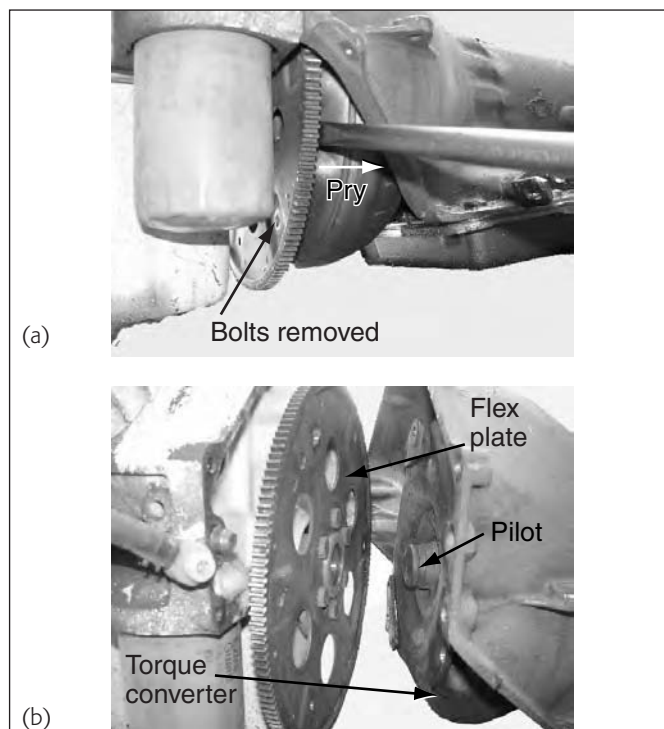 Pry
Bolts removed
(a)
Flex
plate
Pilot
Torque
converter
(b)